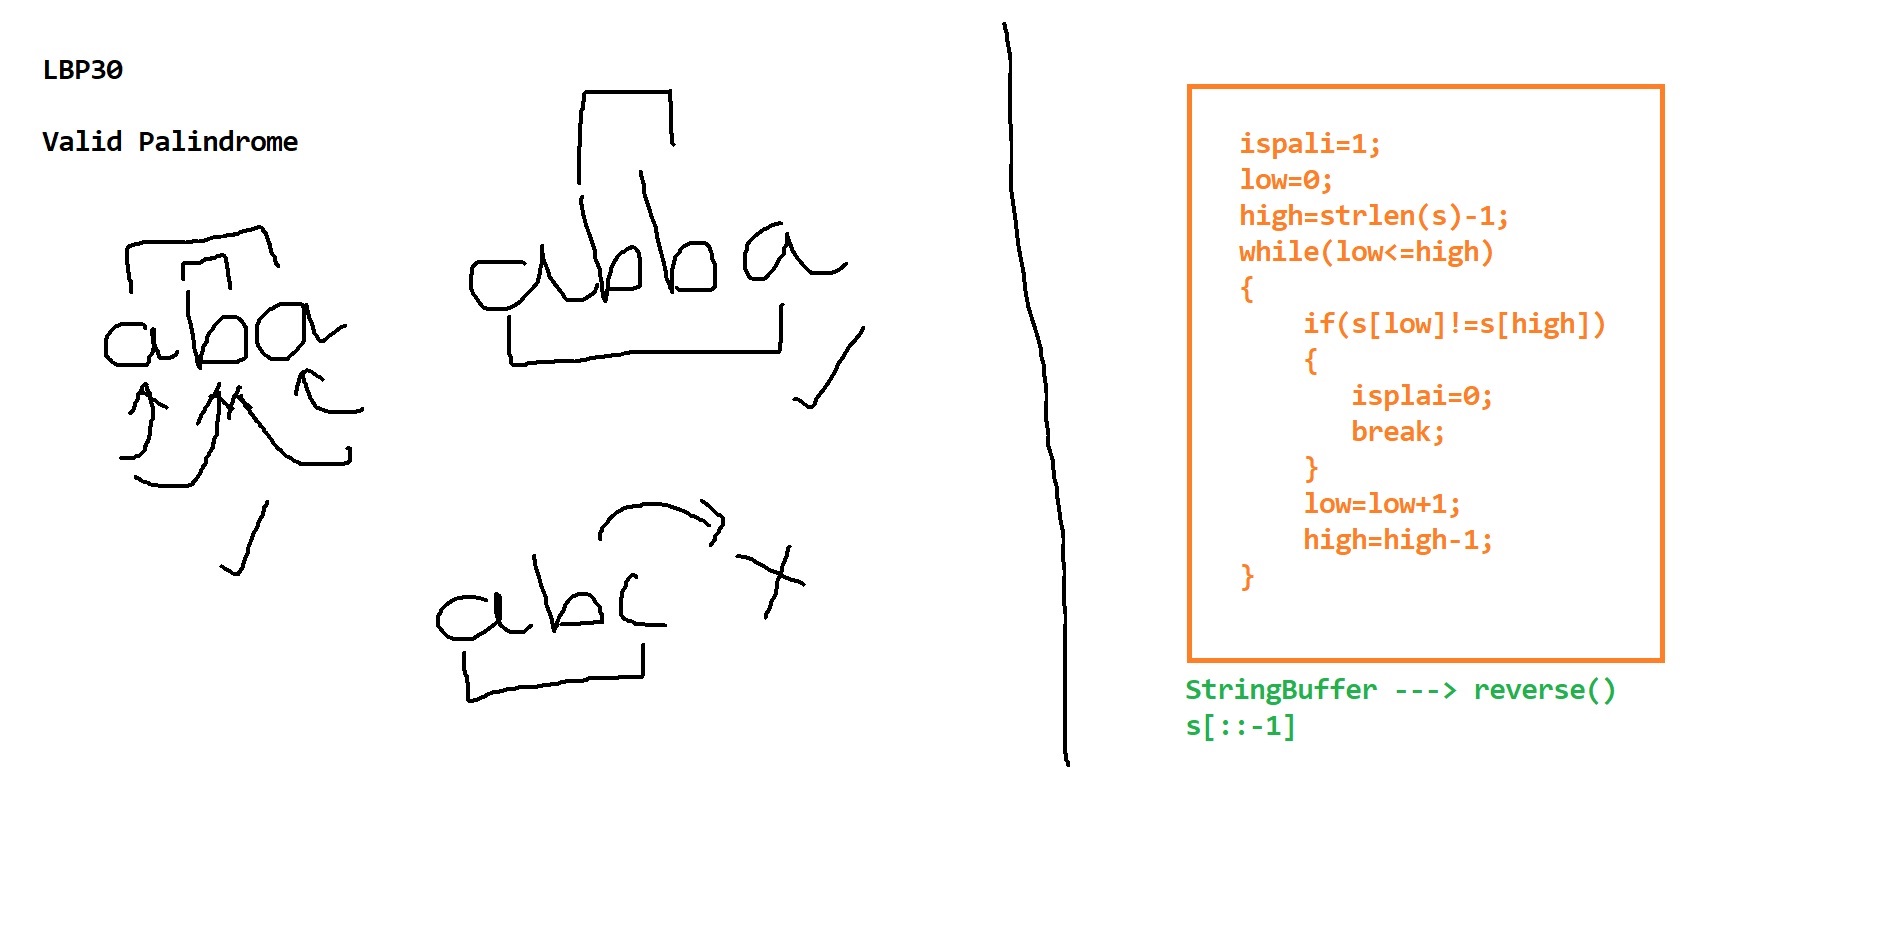 LBP30
Valid Palindrome
aba
abba
abc
ispali=1;
low=0;
high=strlen(s)-1;
while(low<=high)
{
if(s[low]!=s[high])
{
isplai=0;
break;
}
low=low+1;
high=high-1;
}
StringBuffer ---> reverse()
s[::-1]